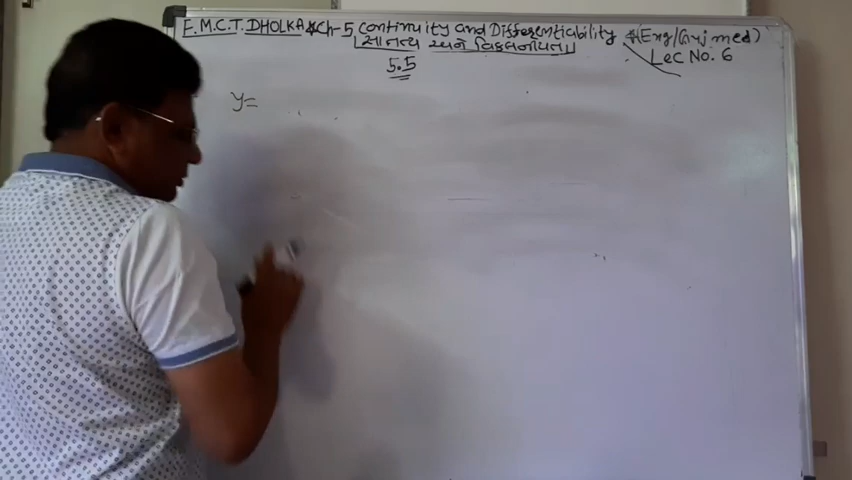 F.M.C.T. DHOLKA * Ch-5 Continuity and Differentiability * (Eng/Guj med)
સાતત્ય અને વિકલનીયતા Lec No. 6
5.5
y=